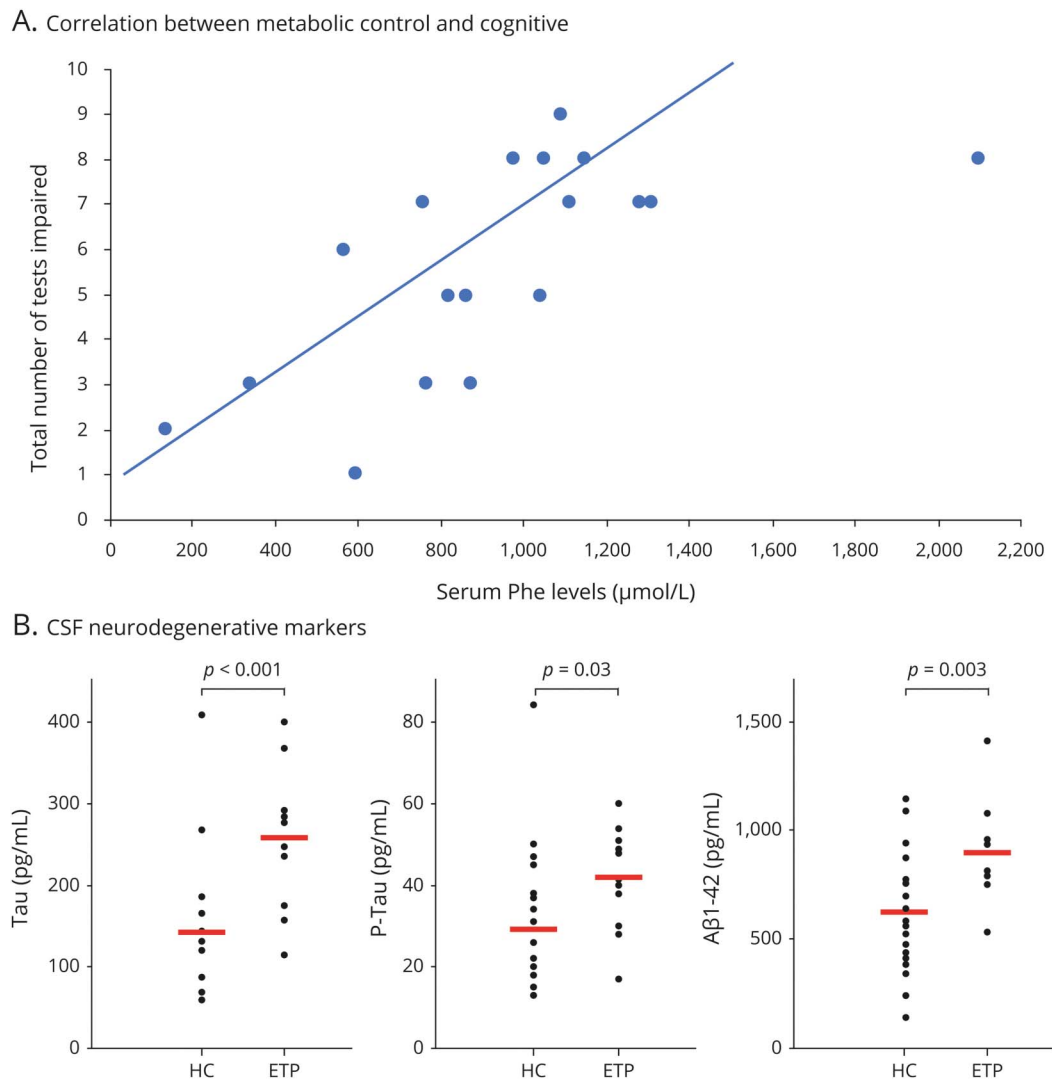 A. Correlation between metabolic control and cognitive
10
9
8
7
6
5
4
3
2
1
0
Total number of tests impaired
0 200 400 600 800 1,000 1,200 1,400 1,600 1,800 2,000 2,200
Serum Phe levels (µmol/L)
B. CSF neurodegenerative markers
p < 0.001
400
300
200
100
0
Tau (pg/mL)
HC ETP
p = 0.03
80
60
40
20
0
P-Tau (pg/mL)
HC ETP
p = 0.003
1,500
1,000
500
0
Aβ1-42 (pg/mL)
HC ETP